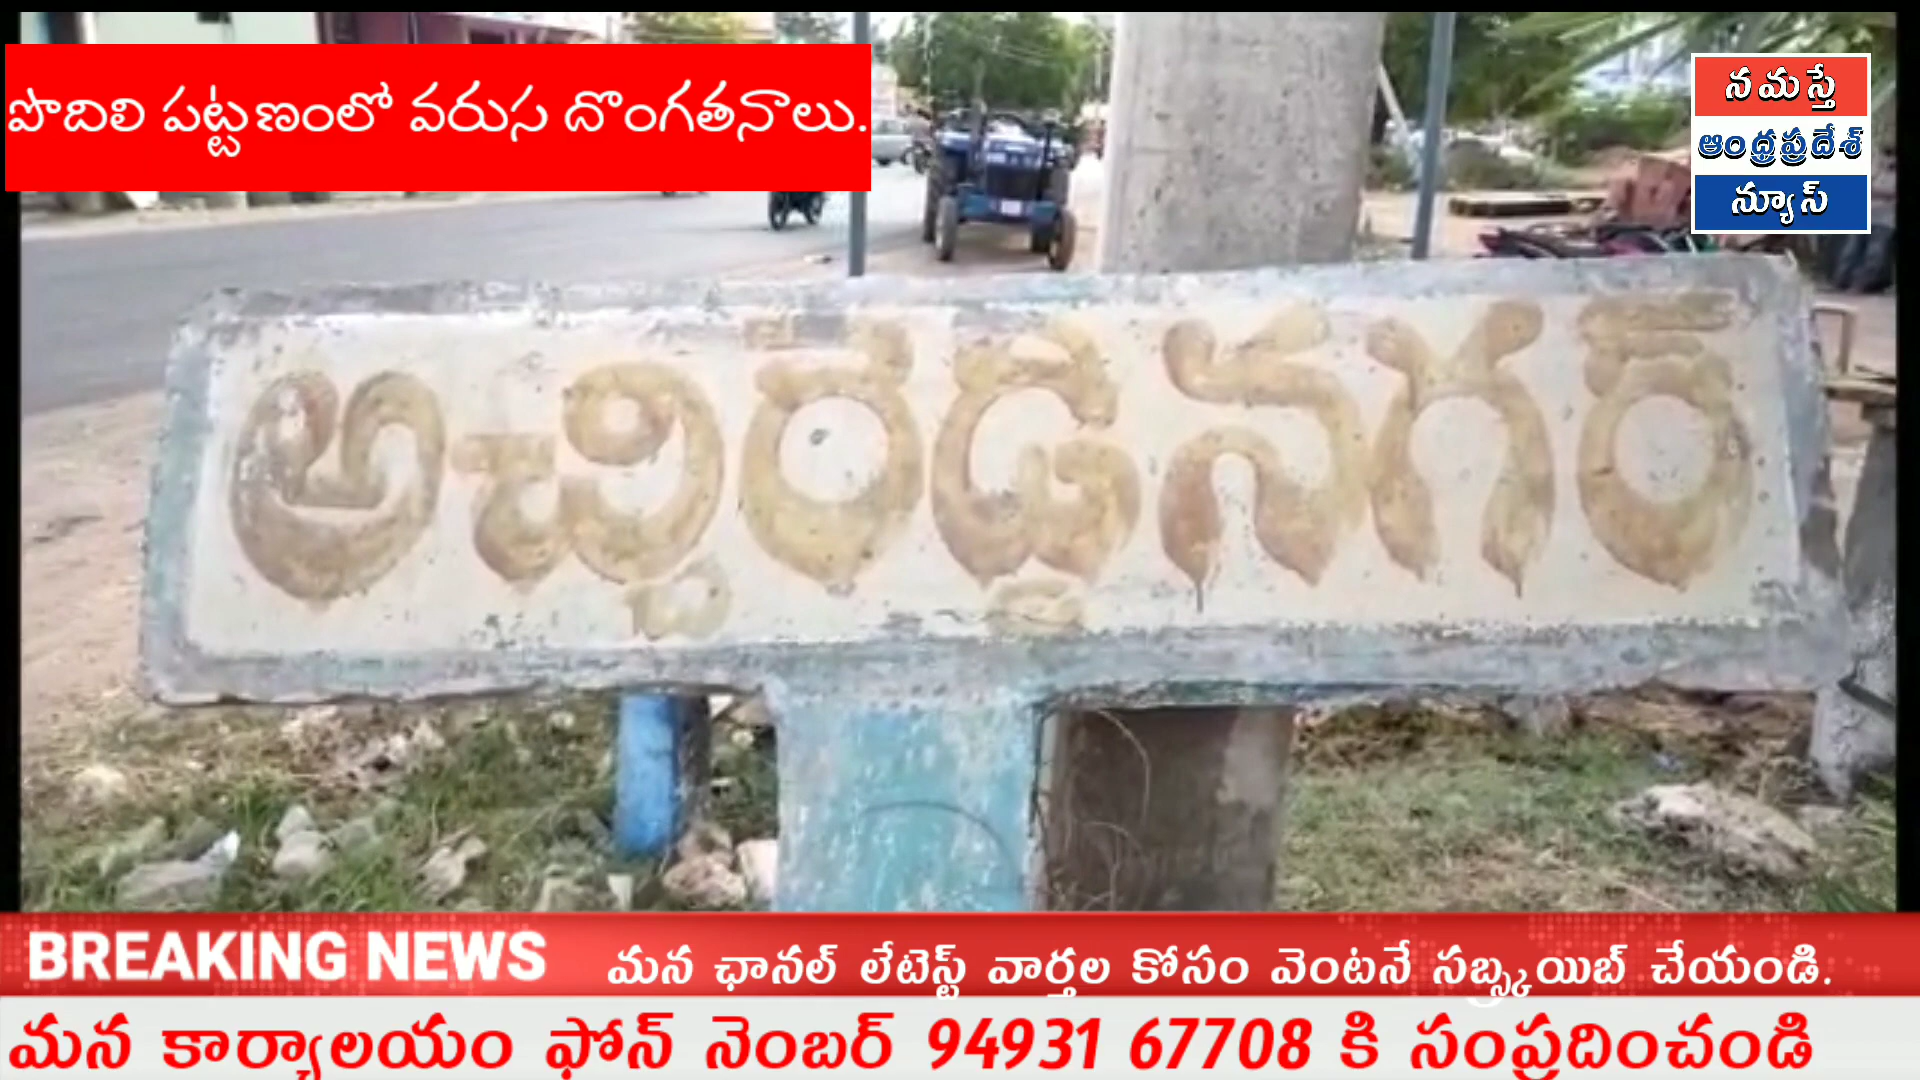 పొదిలి పట్టణంలో వరుస దొంగతనాలు.
నమస్తే
ఆంధ్రప్రదేశ్
న్యూస్
అచ్చిరెడ్డినగర్
BREAKING NEWS మన ఛానల్ లేటెస్ట్ వార్తల కోసం వెంటనే సబ్స్క్రయిబ్ చేయండి.
మన కార్యాలయం ఫోన్ నెంబర్ 94931 67708 కి సంప్రదించండి